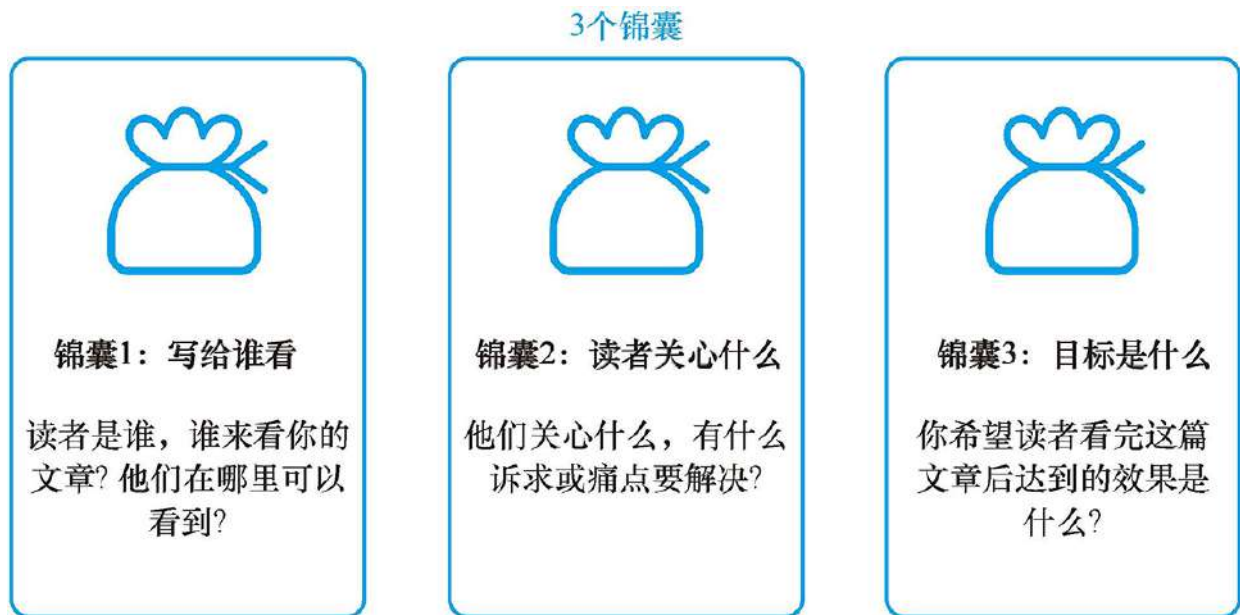 3个锦囊
锦囊1：写给谁看
读者是谁，谁来看你的
文章？他们在哪里可以
看到？
锦囊2：读者关心什么
他们关心什么，有什么
诉求或痛点要解决？
锦囊3：目标是什么
你希望读者看完这篇
文章后达到的效果是
什么？